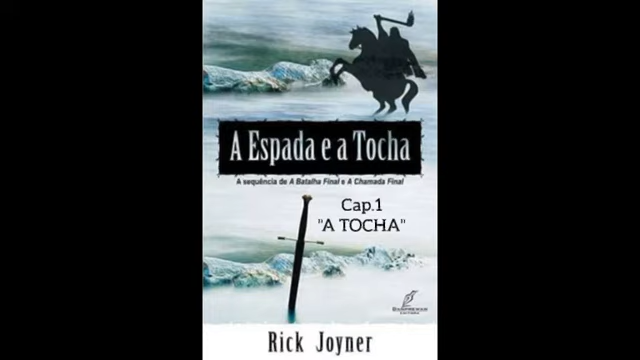 A Espada e a Tocha
A sequência de A Batalha Final e A Chamada Final
Cap.1
"A TOCHA"
Rick Joyner